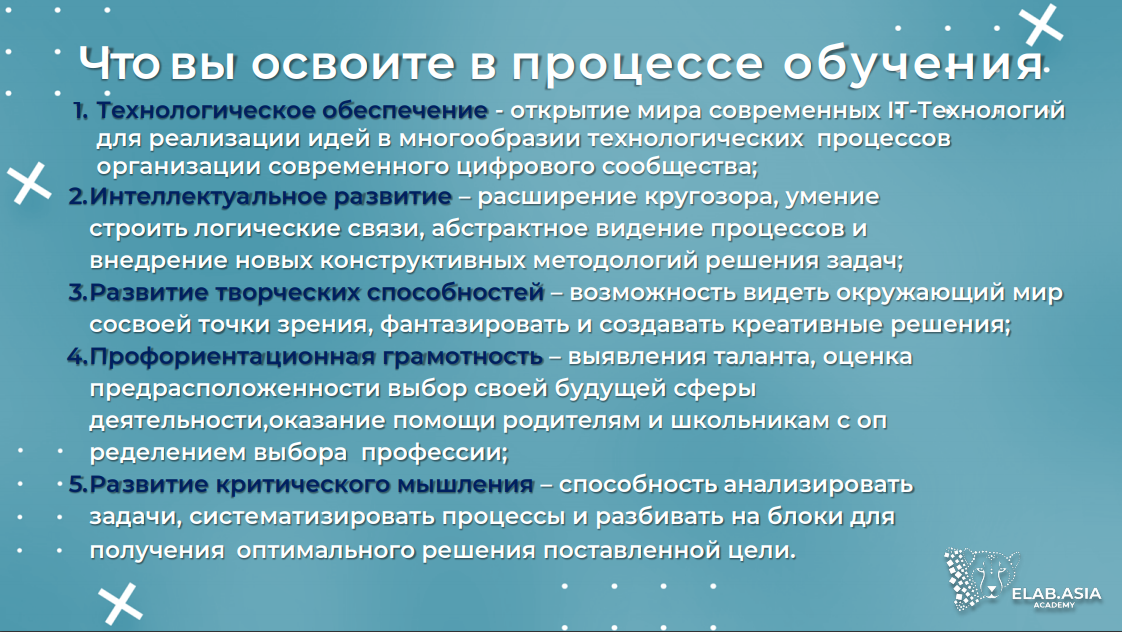 Что вы освоите в процессе обучения
1. Технологическое обеспечение - открытие мира современных IT-Технологий
для реализации идей в многообразии технологических процессов
организации современного цифрового сообщества;
2.Интеллектуальное развитие – расширение кругозора, умение
строить логические связи, абстрактное видение процессов и
внедрение новых конструктивных методологий решения задач;
3.Развитие творческих способностей – возможность видеть окружающий мир
сосвоей точки зрения, фантазировать и создавать креативные решения;
4.Профориентационная грамотность – выявления таланта, оценка
предрасположенности выбор своей будущей сферы
деятельности,оказание помощи родителям и школьникам с оп
ределением выбора профессии;
5.Развитие критического мышления – способность анализировать
задачи, систематизировать процессы и разбивать на блоки для
получения оптимального решения поставленной цели.
ELAB.ASIA
ACADEMY